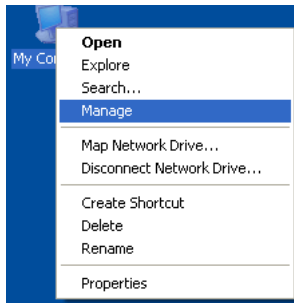 My Co
Open
Explore
Search...
Manage
Map Network Drive...
Disconnect Network Drive...
Create Shortcut
Delete
Rename
Properties